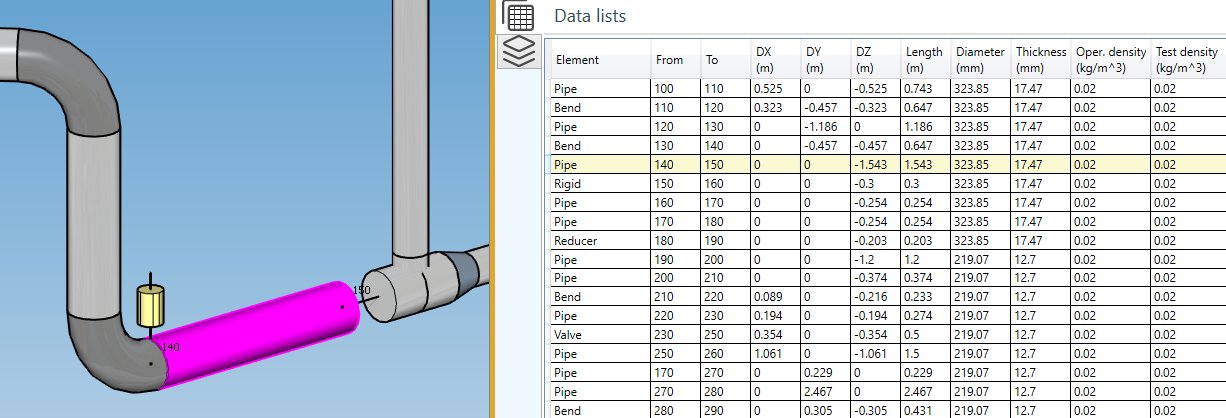 Data lists
Element From To DX (m) DY (m) DZ (m) Length (m) Diameter (mm) Thickness (mm) Oper. density (kg/m^3) Test density (kg/m^3)
Pipe 100 110 0.525 0 -0.525 0.743 323.85 17.47 0.02 0.02
Bend 110 120 0.323 -0.457 -0.323 0.647 323.85 17.47 0.02 0.02
Pipe 120 130 0 -1.186 0 1.186 323.85 17.47 0.02 0.02
Bend 130 140 0 -0.457 -0.457 0.647 323.85 17.47 0.02 0.02
Pipe 140 150 0 0 -1.543 1.543 323.85 17.47 0.02 0.02
Rigid 150 160 0 0 -0.3 0.3 323.85 17.47 0.02 0.02
Pipe 160 170 0 0 -0.254 0.254 323.85 17.47 0.02 0.02
Pipe 170 180 0 0 -0.254 0.254 323.85 17.47 0.02 0.02
Reducer 180 190 0 0 -0.203 0.203 323.85 17.47 0.02 0.02
Pipe 190 200 0 0 -1.2 1.2 219.07 12.7 0.02 0.02
Pipe 200 210 0 0 -0.374 0.374 219.07 12.7 0.02 0.02
Bend 210 220 0.089 0 -0.216 0.233 219.07 12.7 0.02 0.02
Pipe 220 230 0.194 0 -0.194 0.274 219.07 12.7 0.02 0.02
Valve 230 250 0.354 0 -0.354 0.5 219.07 12.7 0.02 0.02
Pipe 250 260 1.061 0 -1.061 1.5 219.07 12.7 0.02 0.02
Pipe 170 270 0 0.229 0 0.229 219.07 12.7 0.02 0.02
Pipe 270 280 0 2.467 0 2.467 219.07 12.7 0.02 0.02
Bend 280 290 0 0.305 -0.305 0.431 219.07 12.7 0.02 0.02
150
140